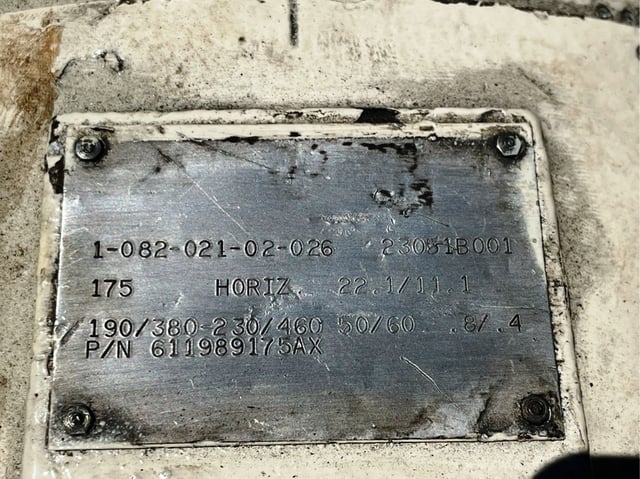 1-082-021-02-026 23081B001
175 HORIZ. 22.1/11.1
190/380-230/460 50/60 .8/.4
P/N 611989175AX